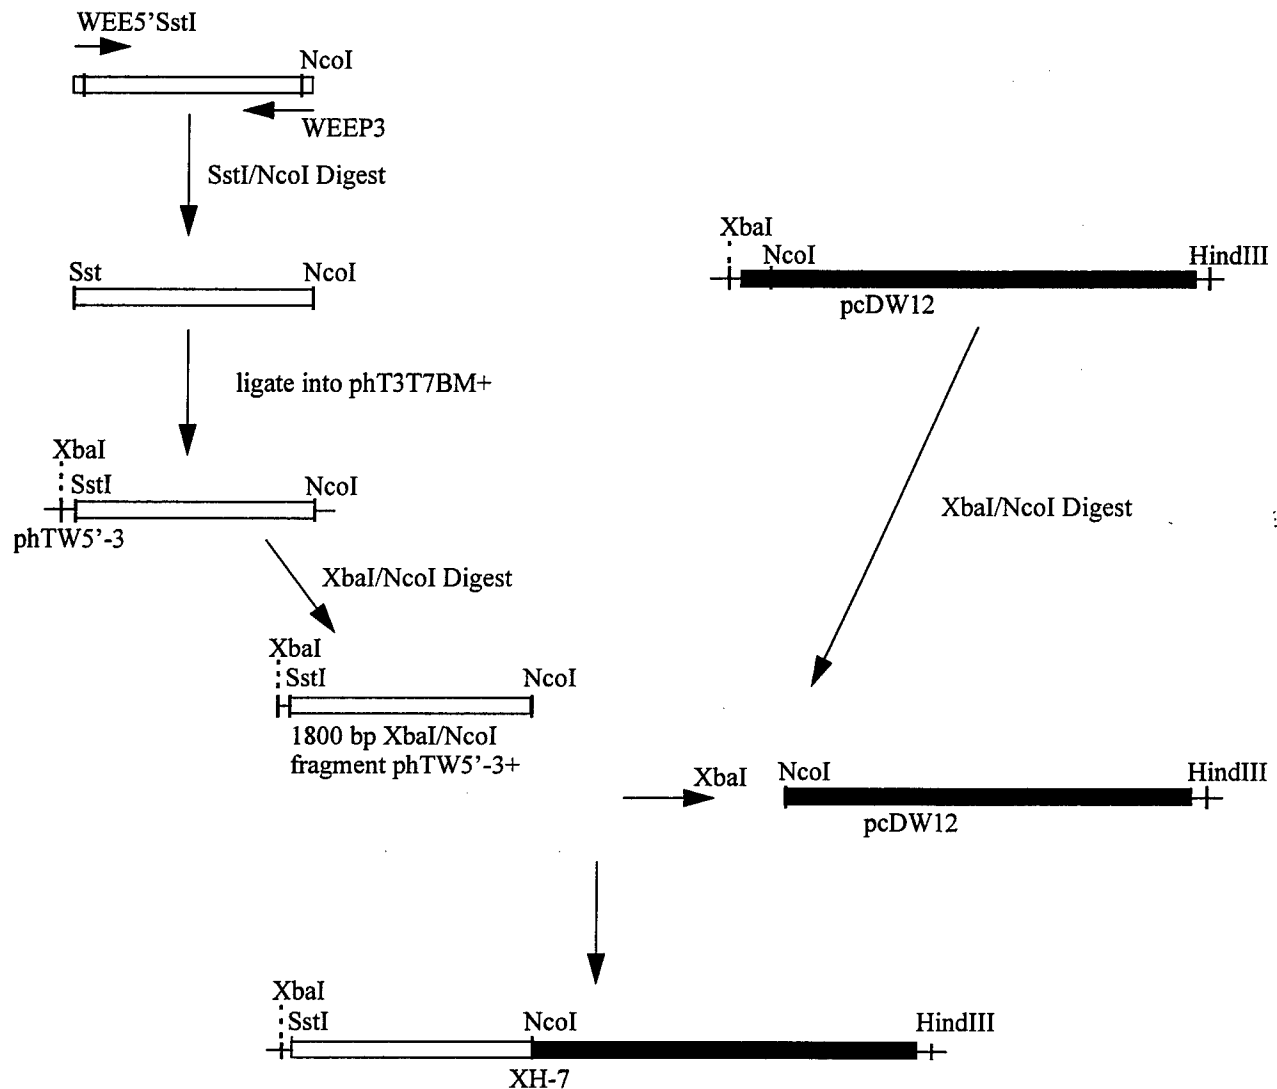 WEE5'SstI
NcoI
WEEP3
SstI/NcoI Digest
Sst
NcoI
ligate into phT3T7BM+
XbaI
SstI
NcoI
phTW5'-3
XbaI/NcoI Digest
XbaI
SstI
NcoI
1800 bp XbaI/NcoI
fragment phTW5'-3+
XbaI
NcoI
HindIII
pcDW12
XbaI/NcoI Digest
XbaI
NcoI
HindIII
pcDW12
XbaI
SstI
NcoI
HindIII
XH-7